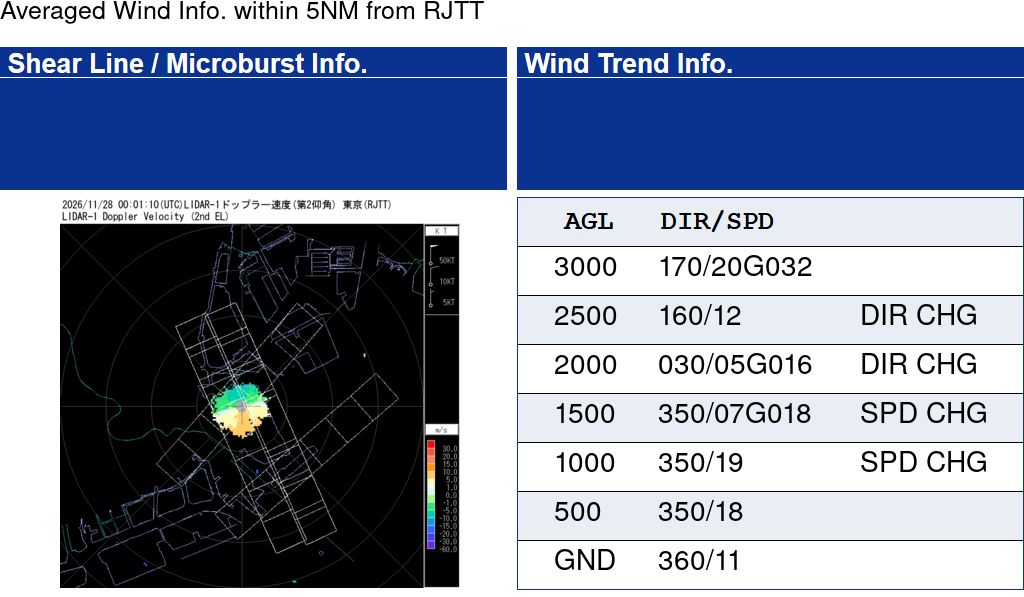 Averaged Wind Info. within 5NM from RJTT
Shear Line / Microburst Info.
Wind Trend Info.
2026/11/28 00:01:10(UTC)LIDAR-1ドップラー速度(第2仰角) 東京(RJTT)
LIDAR-1 Doppler Velocity (2nd EL)
K T
50KT
10KT
5KT
m/s
30.0
20.0
15.0
10.0
5.0
1.0
0.0
-1.0
-5.0
-10.0
-15.0
-20.0
-30.0
-60.0
AGL DIR/SPD
3000 170/20G032
2500 160/12 DIR CHG
2000 030/05G016 DIR CHG
1500 350/07G018 SPD CHG
1000 350/19 SPD CHG
500 350/18
GND 360/11